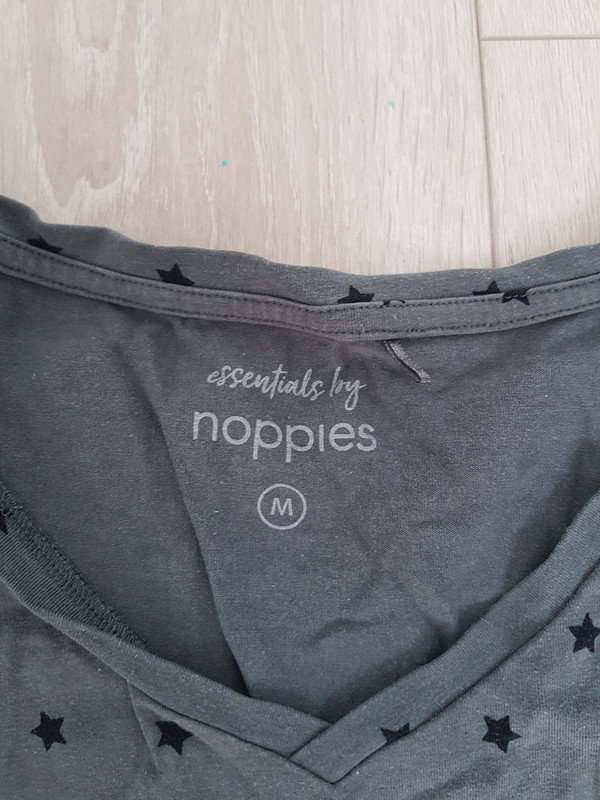 essentials by
noppies
M